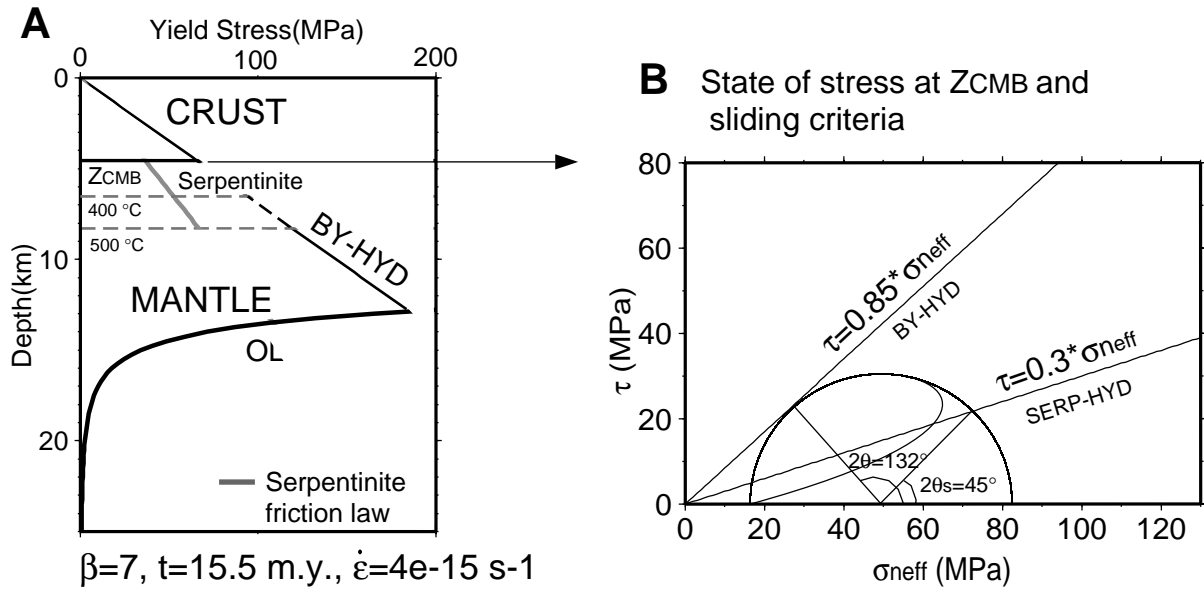 A
Yield Stress(MPa)
0 100 200
0
10
20
Depth(km)
CRUST
ZCMB
Serpentinite
400 °C
500 °C
BY-HYD
MANTLE
OL
Serpentinite
friction law
β=7, t=15.5 m.y., ε̇=4e-15 s-1
B State of stress at ZCMB and
sliding criteria
80
60
40
20
0
τ (MPa)
τ=0.85*σneff
BY-HYD
τ=0.3*σneff
SERP-HYD
2θ=132°
2θs=45°
0 20 40 60 80 100 120
σneff (MPa)